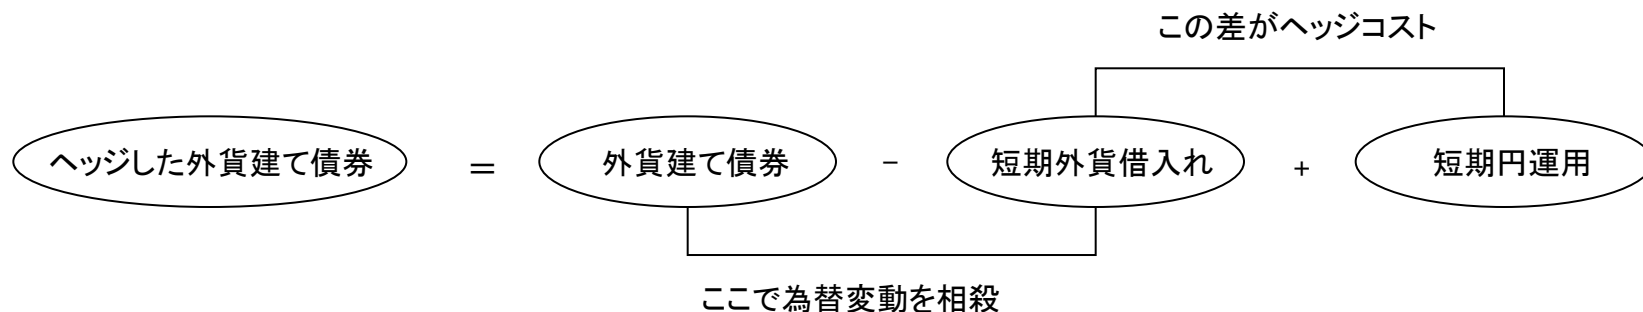 この差がヘッジコスト
ヘッジした外貨建て債券 = 外貨建て債券 - 短期外貨借入れ + 短期円運用
ここで為替変動を相殺